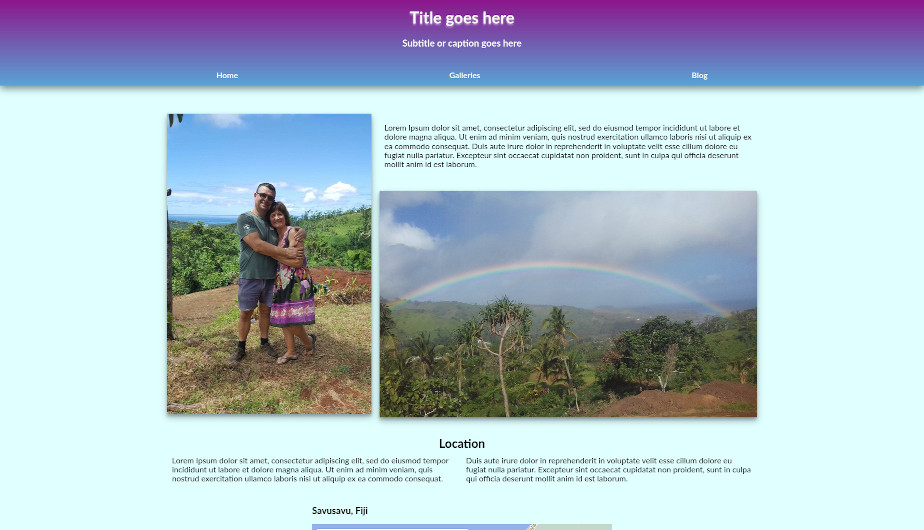 Title goes here
Subtitle or caption goes here
Home
Galleries
Blog
Lorem Ipsum dolor sit amet, consectetur adipiscing elit, sed do eiusmod tempor incididunt ut labore et
dolore magna aliqua. Ut enim ad minim veniam, quis nostrud exercitation ullamco laboris nisi ut aliquip ex
ea commodo consequat. Duis aute irure dolor in reprehenderit in voluptate velit esse cillum dolore eu
fugiat nulla pariatur. Excepteur sint occaecat cupidatat non proident, sunt in culpa qui officia deserunt
mollit anim id est laborum.
Location
Lorem Ipsum dolor sit amet, consectetur adipiscing elit, sed do eiusmod tempor
incididunt ut labore et dolore magna aliqua. Ut enim ad minim veniam, quis
nostrud exercitation ullamco laboris nisi ut aliquip ex ea commodo consequat.
Duis aute irure dolor in reprehenderit in voluptate velit esse cillum dolore eu
fugiat nulla pariatur. Excepteur sint occaecat cupidatat non proident, sunt in culpa
qui officia deserunt mollit anim id est laborum.
Savusavu, Fiji